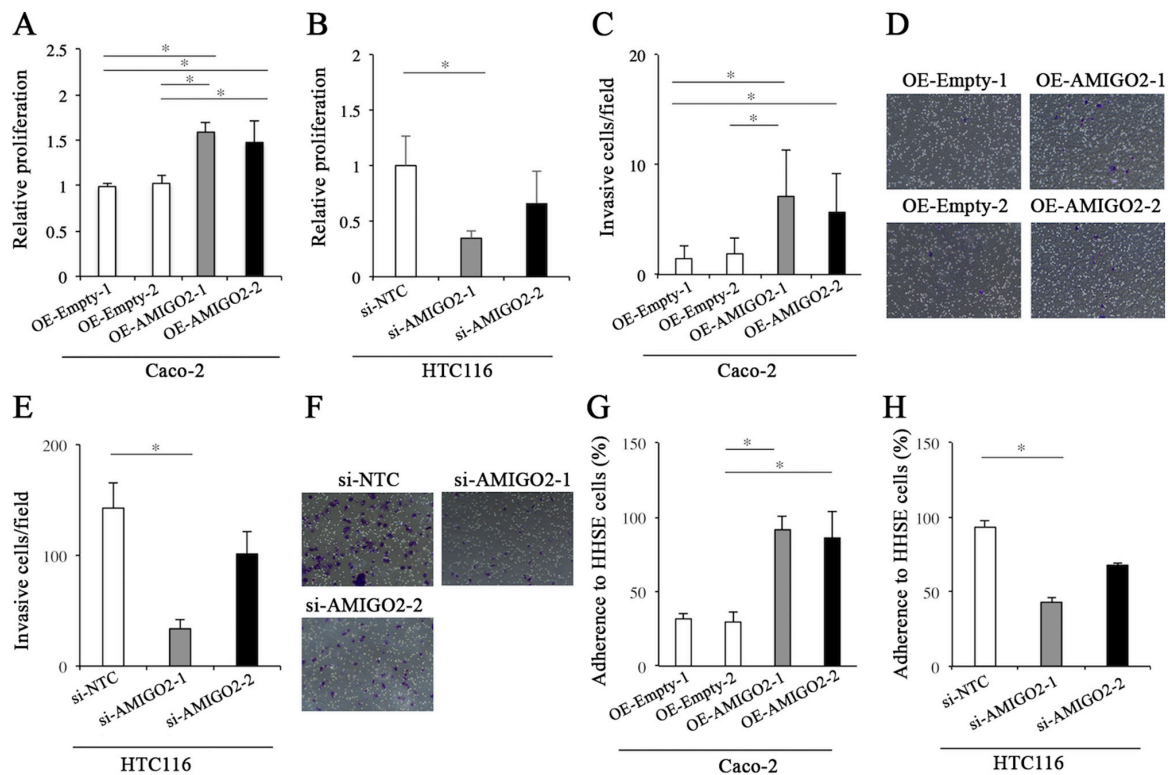 A
Relative proliferation
2.5
2
1.5
1
0.5
0
*
*
*
*
OE-Empty-1
OE-Empty-2
OE-AMIGO2-1
OE-AMIGO2-2
Caco-2
B
Relative proliferation
2
1.5
1
0.5
0
*
si-NTC
si-AMIGO2-1
si-AMIGO2-2
HTC116
C
Invasive cells/field
20
10
0
*
*
*
OE-Empty-1
OE-Empty-2
OE-AMIGO2-1
OE-AMIGO2-2
Caco-2
D
OE-Empty-1
OE-AMIGO2-1
OE-Empty-2
OE-AMIGO2-2
E
Invasive cells/field
200
100
0
*
si-NTC
si-AMIGO2-1
si-AMIGO2-2
HTC116
F
si-NTC
si-AMIGO2-1
si-AMIGO2-2
G
Adherence to HHSE cells (%)
150
100
50
0
*
*
OE-Empty-1
OE-Empty-2
OE-AMIGO2-1
OE-AMIGO2-2
Caco-2
H
Adherence to HHSE cells (%)
150
100
50
0
*
si-NTC
si-AMIGO2-1
si-AMIGO2-2
HTC116